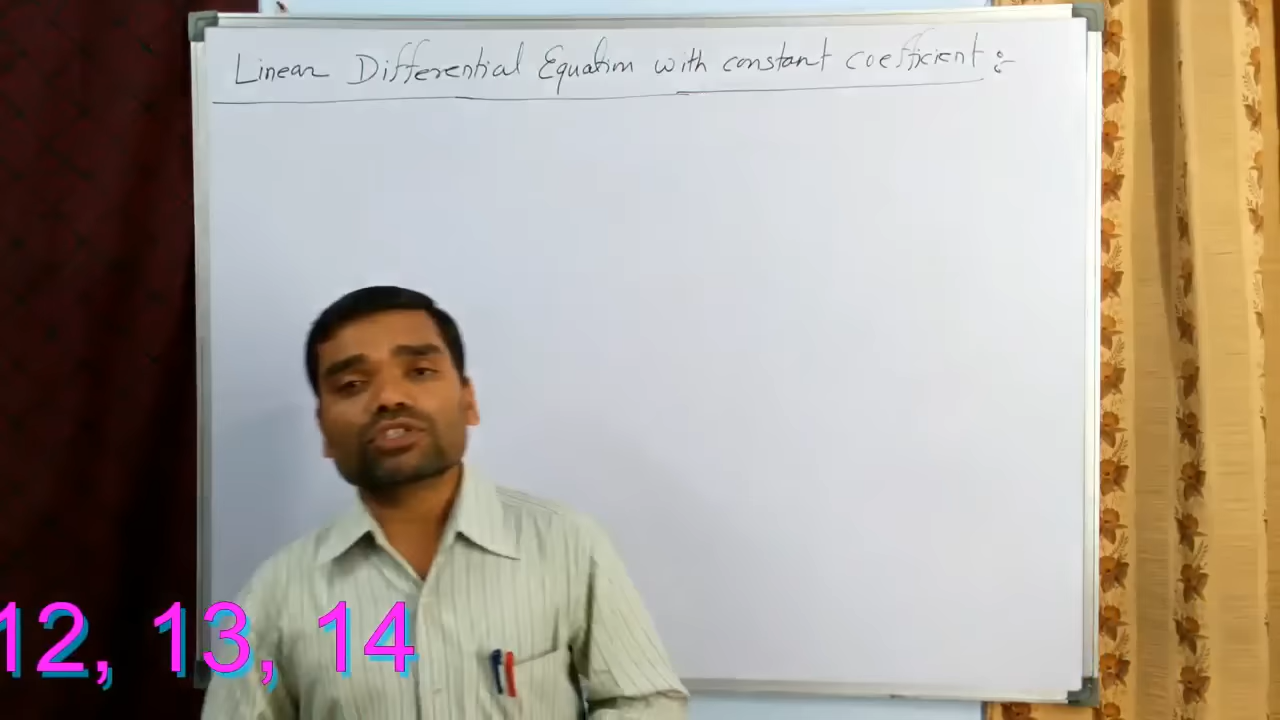 Linear Differential Equation with constant coefficient :-
12, 13, 14